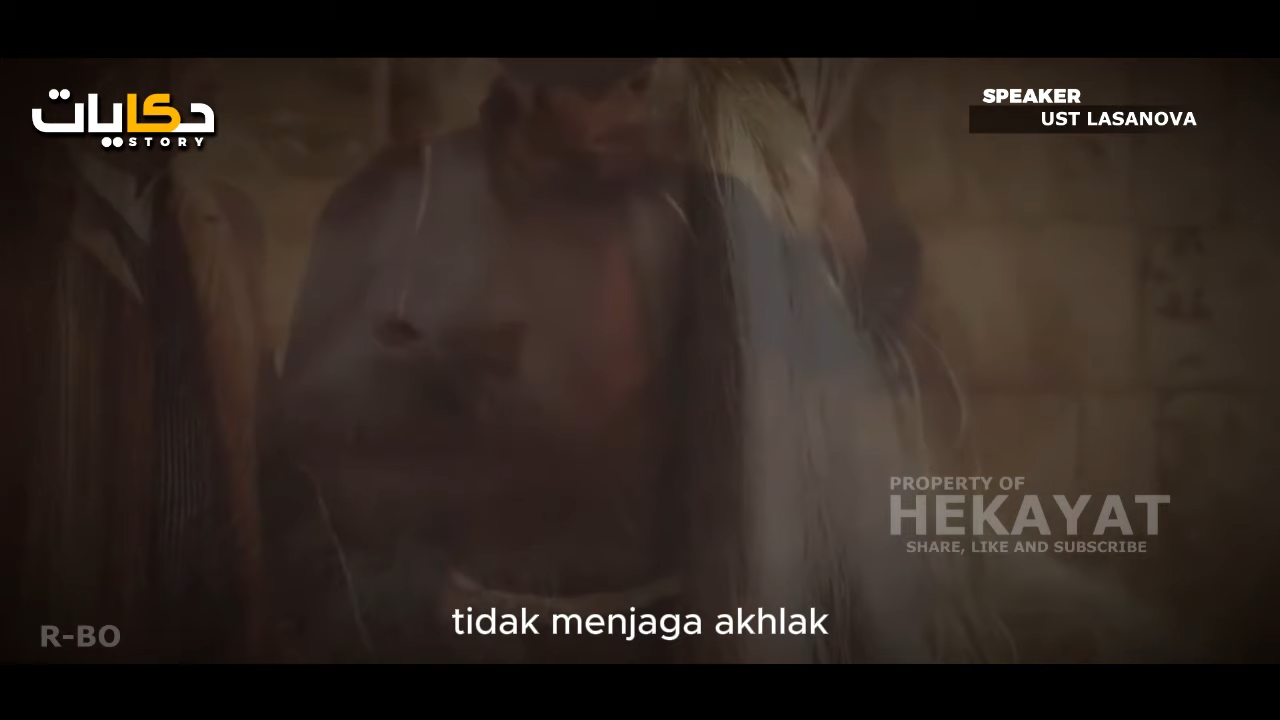 حكايات
STORY
SPEAKER
UST LASANOVA
PROPERTY OF
HEKAYAT
SHARE, LIKE AND SUBSCRIBE
tidak menjaga akhlak
R-BO